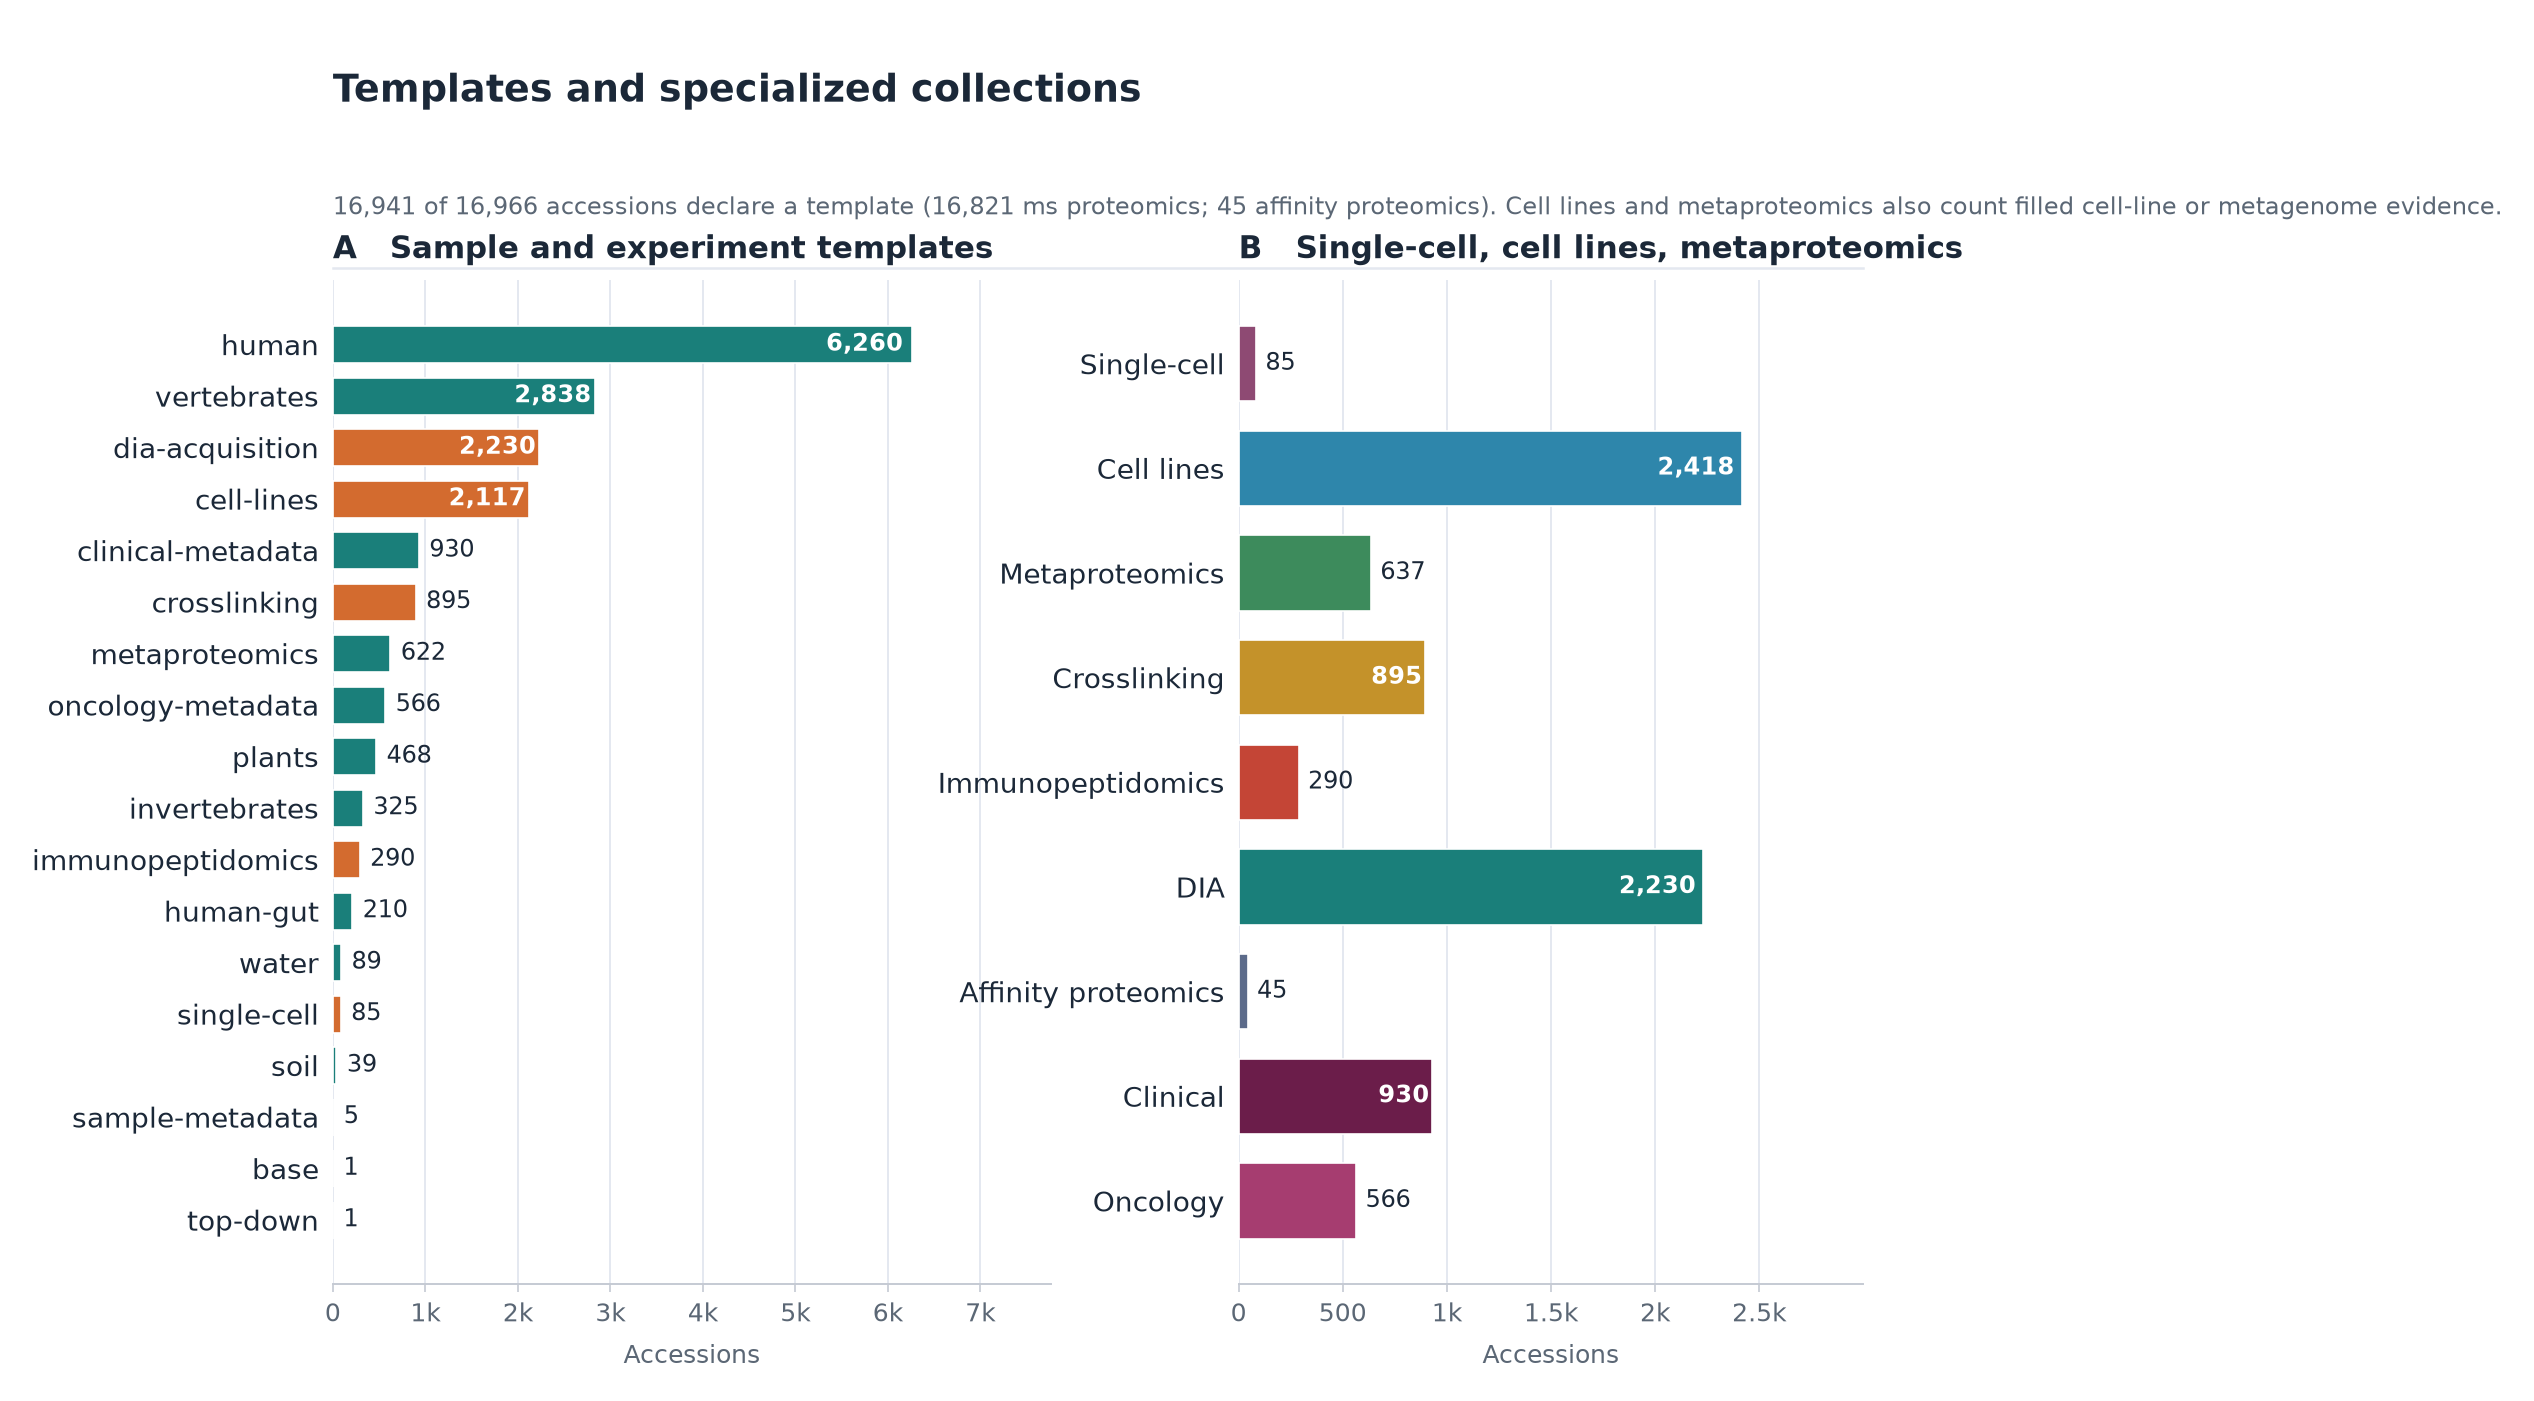 Templates and specialized collections
16,941 of 16,966 accessions declare a template (16,821 ms proteomics; 45 affinity proteomics). Cell lines and metaproteomics also count filled cell-line or metagenome evidence.
A Sample and experiment templates
human 6,260
vertebrates 2,838
dia-acquisition 2,230
cell-lines 2,117
clinical-metadata 930
crosslinking 895
metaproteomics 622
oncology-metadata 566
plants 468
invertebrates 325
immunopeptidomics 290
human-gut 210
water 89
single-cell 85
soil 39
sample-metadata 5
base 1
top-down 1
0 1k 2k 3k 4k 5k 6k 7k
Accessions
B Single-cell, cell lines, metaproteomics
Single-cell 85
Cell lines 2,418
Metaproteomics 637
Crosslinking 895
Immunopeptidomics 290
DIA 2,230
Affinity proteomics 45
Clinical 930
Oncology 566
0 500 1k 1.5k 2k 2.5k
Accessions